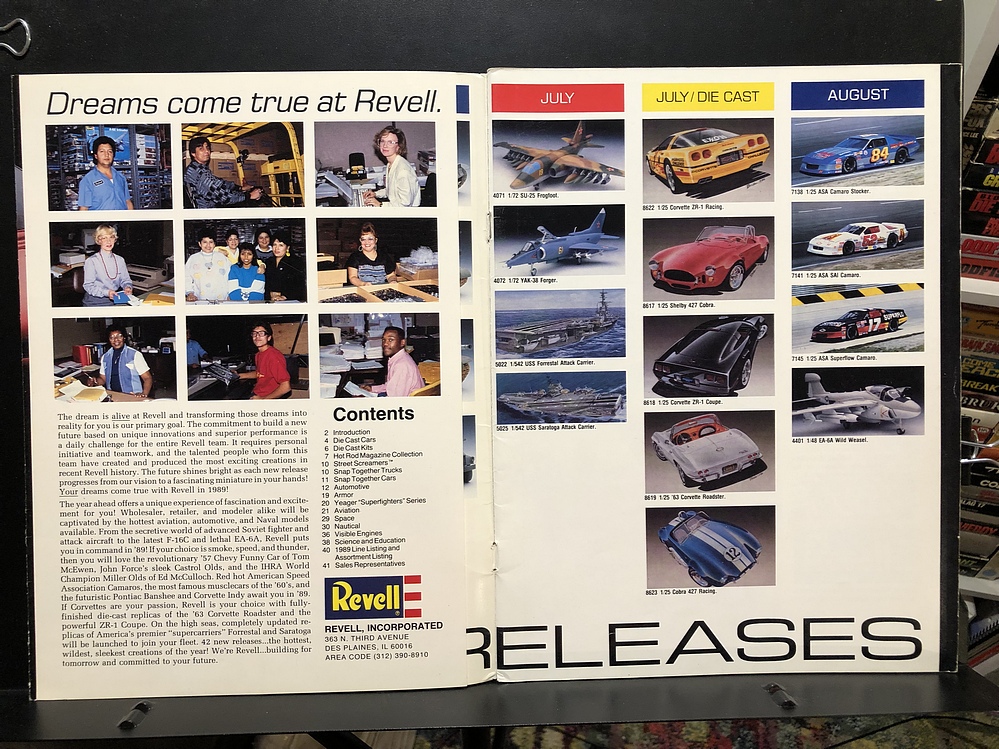 Dreams come true at Revell.
The dream is alive at Revell and transforming those dreams into
reality for you is our primary goal. The commitment to build a new
future based on unique innovations and superior performance is
a daily challenge for the entire Revell team. It requires personal
initiative and teamwork, and the talented people who form this
team have created and produced the most exciting creations in
recent Revell history. The future shines bright as each new release
progresses from our vision to a fascinating miniature in your hands!
Your dreams come true with Revell in 1989!
The year ahead offers a unique experience of fascination and excite-
ment for you! Wholesaler, retailer, and modeler alike will be
captivated by the hottest aviation, automotive, and Naval models
available. From the secretive world of advanced Soviet fighter and
attack aircraft to the latest F-16C and lethal EA-6A, Revell puts
you in command in '89! If your choice is smoke, speed, and thunder,
then you will love the revolutionary '57 Chevy Funny Car of Tom
McEwen, John Force's sleek Castrol Olds, and the IHRA World
Champion Miller Olds of Ed McCulloch. Red hot American Speed
Association Camaros, the most famous musclecars of the '60's, and
the futuristic Pontiac Banshee and Corvette Indy await you in '89.
If Corvettes are your passion, Revell is your choice with fully-
finished die-cast replicas of the '63 Corvette Roadster and the
powerful ZR-1 Coupe. On the high seas, completely updated re-
plicas of America's premier "supercarriers" Forrestal and Saratoga
will be launched to join your fleet. 42 new releases...the hottest,
wildest, sleekest creations of the year! We're Revell...building for
tomorrow and committed to your future.
Contents
2 Introduction
4 Die Cast Cars
6 Die Cast Kits
7 Hot Rod Magazine Collection
10 Street Screamers™
10 Snap Together Trucks
11 Snap Together Cars
12 Automotive
19 Armor
20 Yeager "Superfighters" Series
21 Aviation
29 Space
30 Nautical
36 Visible Engines
38 Science and Education
40 1989 Line Listing and
Assortment Listing
41 Sales Representatives
Revell®
REVELL, INCORPORATED
363 N. THIRD AVENUE
DES PLAINES, IL 60016
AREA CODE (312) 390-8910
JULY
4071 1/72 SU-25 Frogfoot.
4072 1/72 YAK-38 Forger.
5022 1/542 USS Forrestal Attack Carrier.
5025 1/542 USS Saratoga Attack Carrier.
JULY/DIE CAST
8622 1/25 Corvette ZR-1 Racing.
8617 1/25 Shelby 427 Cobra.
8618 1/25 Corvette ZR-1 Coupe.
8619 1/25 '63 Corvette Roadster.
12
8623 1/25 Cobra 427 Racing.
AUGUST
84
7138 1/25 ASA Camaro Stocker.
7141 1/25 ASA SAI Camaro.
17
SUPERFLO
7145 1/25 ASA Superflow Camaro.
4401 1/48 EA-6A Wild Weasel.
RELEASES